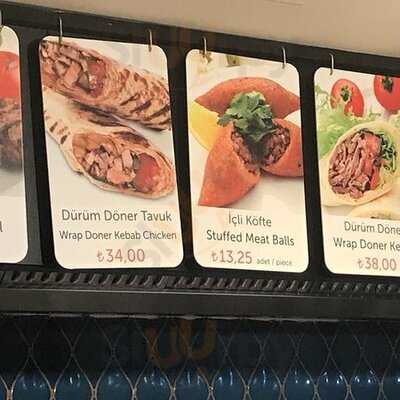 Dürüm Döner Tavuk
Wrap Doner Kebab Chicken
₺34,00
İçli Köfte
Stuffed Meat Balls
₺13,25 adet / piece
Dürüm Döne
Wrap Doner Ke
₺38,00